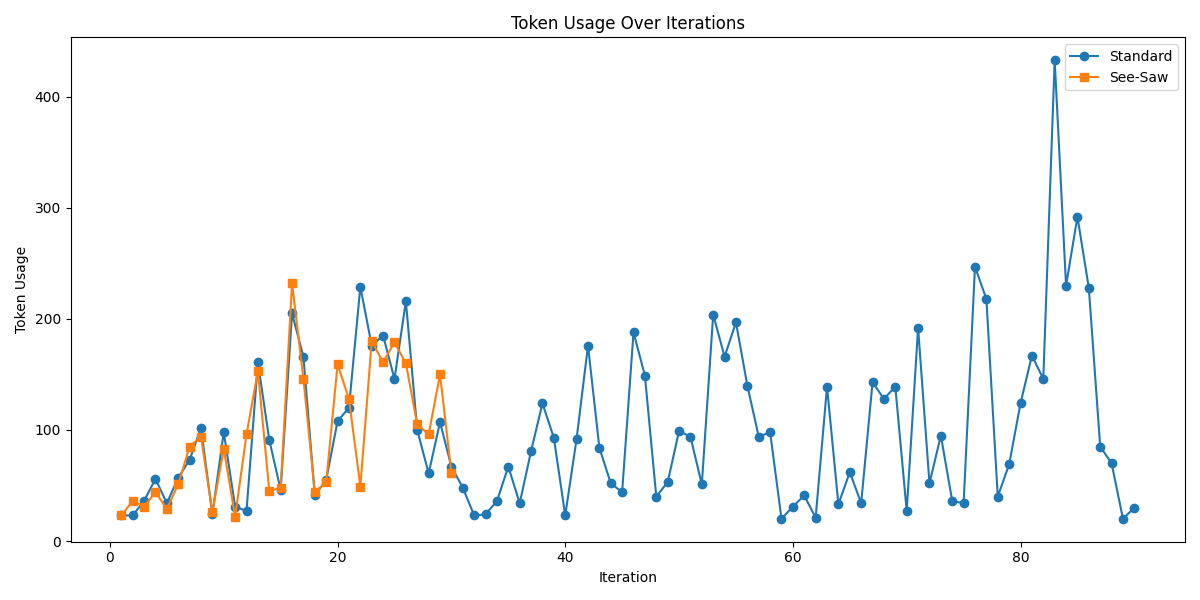 Token Usage Over Iterations
Standard
See-Saw
400
300
200
100
0
Token Usage
0 20 40 60 80
Iteration